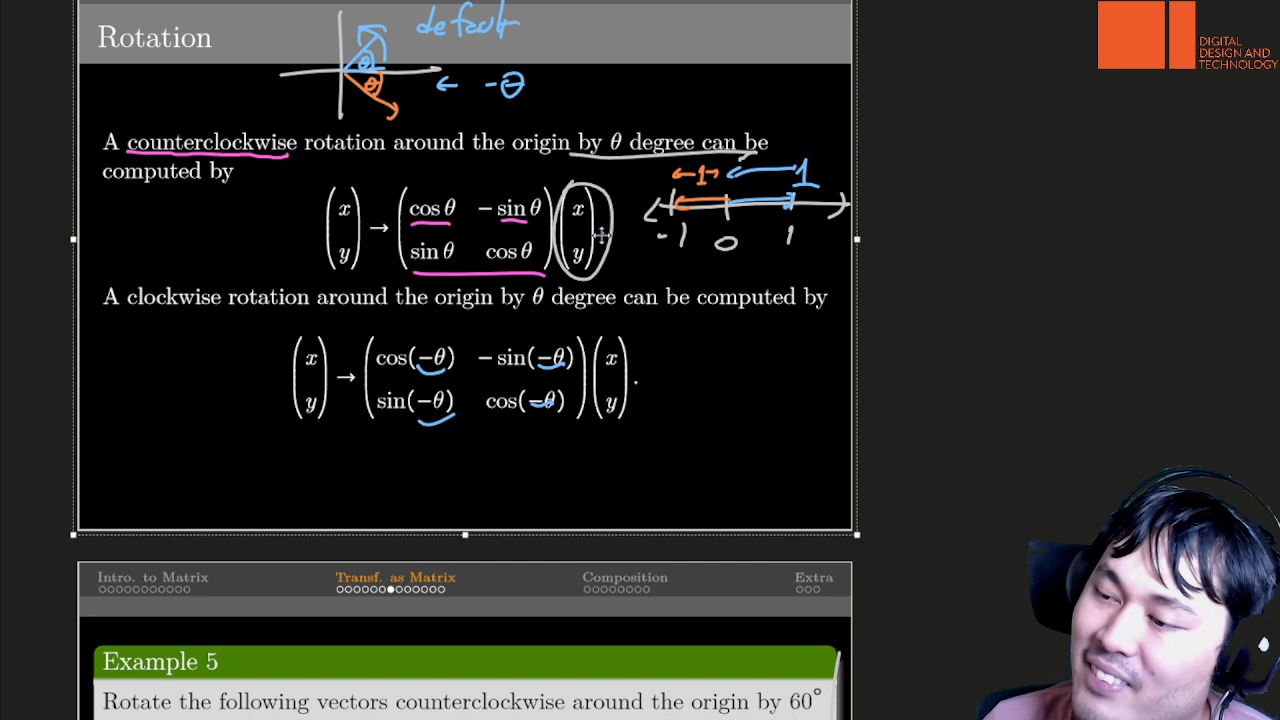 Rotation
default
θ
θ
← -θ
A counterclockwise rotation around the origin by θ degree can be
computed by
(x y) → (cos θ − sin θ sin θ cos θ)(x y)
1 1
-1 0 1
A clockwise rotation around the origin by θ degree can be computed by
(x y) → (cos(−θ) − sin(−θ) sin(−θ) cos(−θ))(x y).
Intro. to Matrix Transf. as Matrix Composition Extra
Example 5
Rotate the following vectors counterclockwise around the origin by 60°
DIGITAL
DESIGN AND
TECHNOLOGY